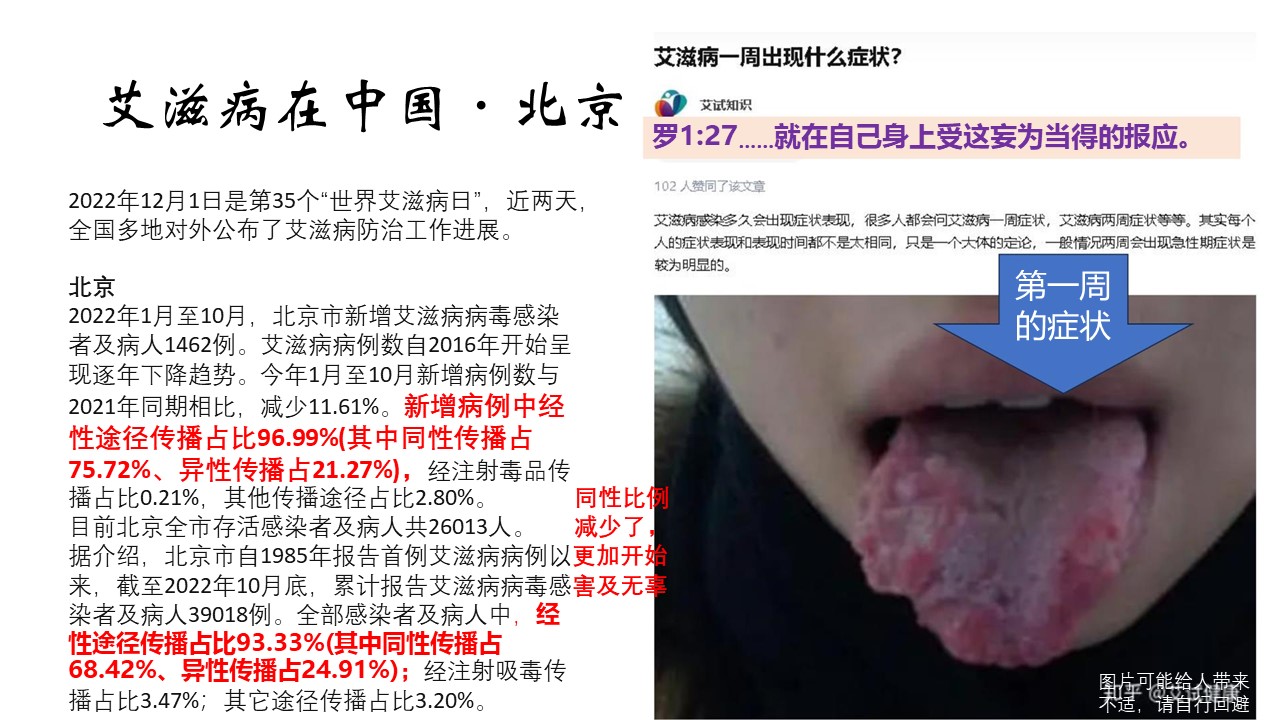 艾滋病在中国·北京
2022年12月1日是第35个“世界艾滋病日”，近两天，
全国多地对外公布了艾滋病防治工作进展。
北京
2022年1月至10月，北京市新增艾滋病病毒感染
者及病人1462例。艾滋病病例数自2016年开始呈
现逐年下降趋势。今年1月至10月新增病例数与
2021年同期相比，减少11.61%。新增病例中经
性途径传播占比96.99%(其中同性传播占
75.72%、异性传播占21.27%)，经注射毒品传
播占比0.21%，其他传播途径占比2.80%。
目前北京全市存活感染者及病人共26013人。
据介绍，北京市自1985年报告首例艾滋病病例以
来，截至2022年10月底，累计报告艾滋病病毒感
染者及病人39018例。全部感染者及病人中，经
性途径传播占比93.33%(其中同性传播占
68.42%、异性传播占24.91%)；经注射吸毒传
播占比3.47%；其它途径传播占比3.20%。
同性比例
减少了，
更加开始
害及无辜
艾滋病一周出现什么症状？
艾试知识
罗1:27……就在自己身上受这妄为当得的报应。
102 人赞同了该文章
艾滋病感染多久会出现症状表现，很多人都会问艾滋病一周症状，艾滋病两周症状等等。其实每个
人的症状表现和表现时间都不是太相同，只是一个大体的定论，一般情况两周会出现急性期症状是
较为明显的。
第一周
的症状
图片可能给人带来
不适，请自行回避
知乎